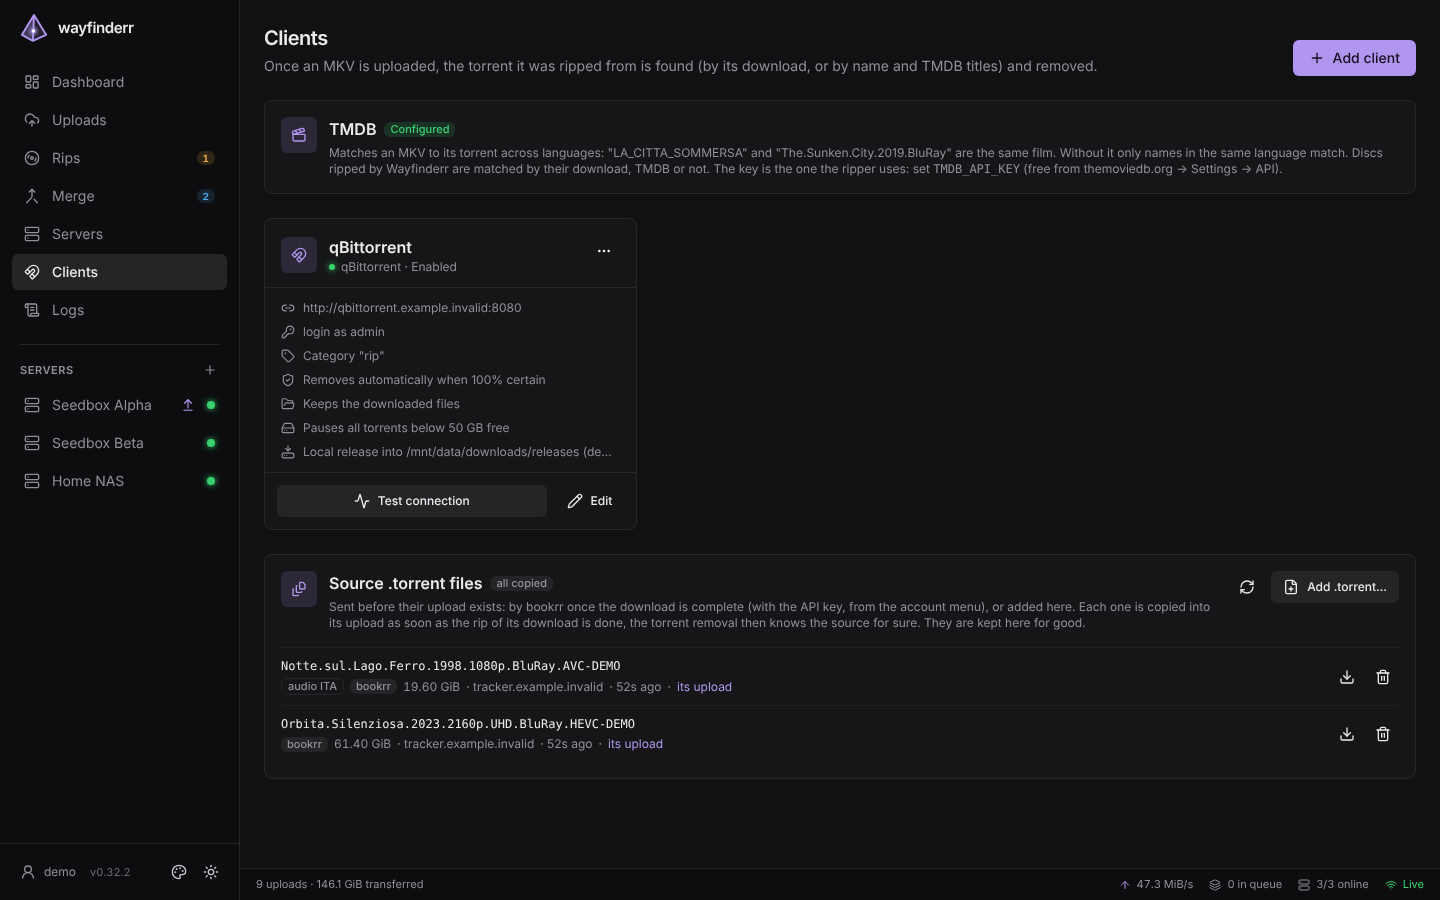 wayfinderr
Dashboard
Uploads
Rips 1
Merge 2
Servers
Clients
Logs
SERVERS
Seedbox Alpha
Seedbox Beta
Home NAS
demo v0.32.2
Clients
Once an MKV is uploaded, the torrent it was ripped from is found (by its download, or by name and TMDB titles) and removed.
Add client
TMDB Configured
Matches an MKV to its torrent across languages: "LA_CITTA_SOMMERSA" and "The.Sunken.City.2019.BluRay" are the same film. Without it only names in the same language match. Discs
ripped by Wayfinderr are matched by their download, TMDB or not. The key is the one the ripper uses: set TMDB_API_KEY (free from themoviedb.org → Settings → API).
qBittorrent
qBittorrent · Enabled
http://qbittorrent.example.invalid:8080
login as admin
Category "rip"
Removes automatically when 100% certain
Keeps the downloaded files
Pauses all torrents below 50 GB free
Local release into /mnt/data/downloads/releases (de...
Test connection
Edit
Source .torrent files all copied
Sent before their upload exists: by bookrr once the download is complete (with the API key, from the account menu), or added here. Each one is copied into
its upload as soon as the rip of its download is done, the torrent removal then knows the source for sure. They are kept here for good.
Add .torrent...
Notte.sul.Lago.Ferro.1998.1080p.BluRay.AVC-DEMO
audio ITA bookrr 19.60 GiB · tracker.example.invalid · 52s ago · its upload
Orbita.Silenziosa.2023.2160p.UHD.BluRay.HEVC-DEMO
bookrr 61.40 GiB · tracker.example.invalid · 52s ago · its upload
9 uploads · 146.1 GiB transferred
47.3 MiB/s
0 in queue
3/3 online
Live